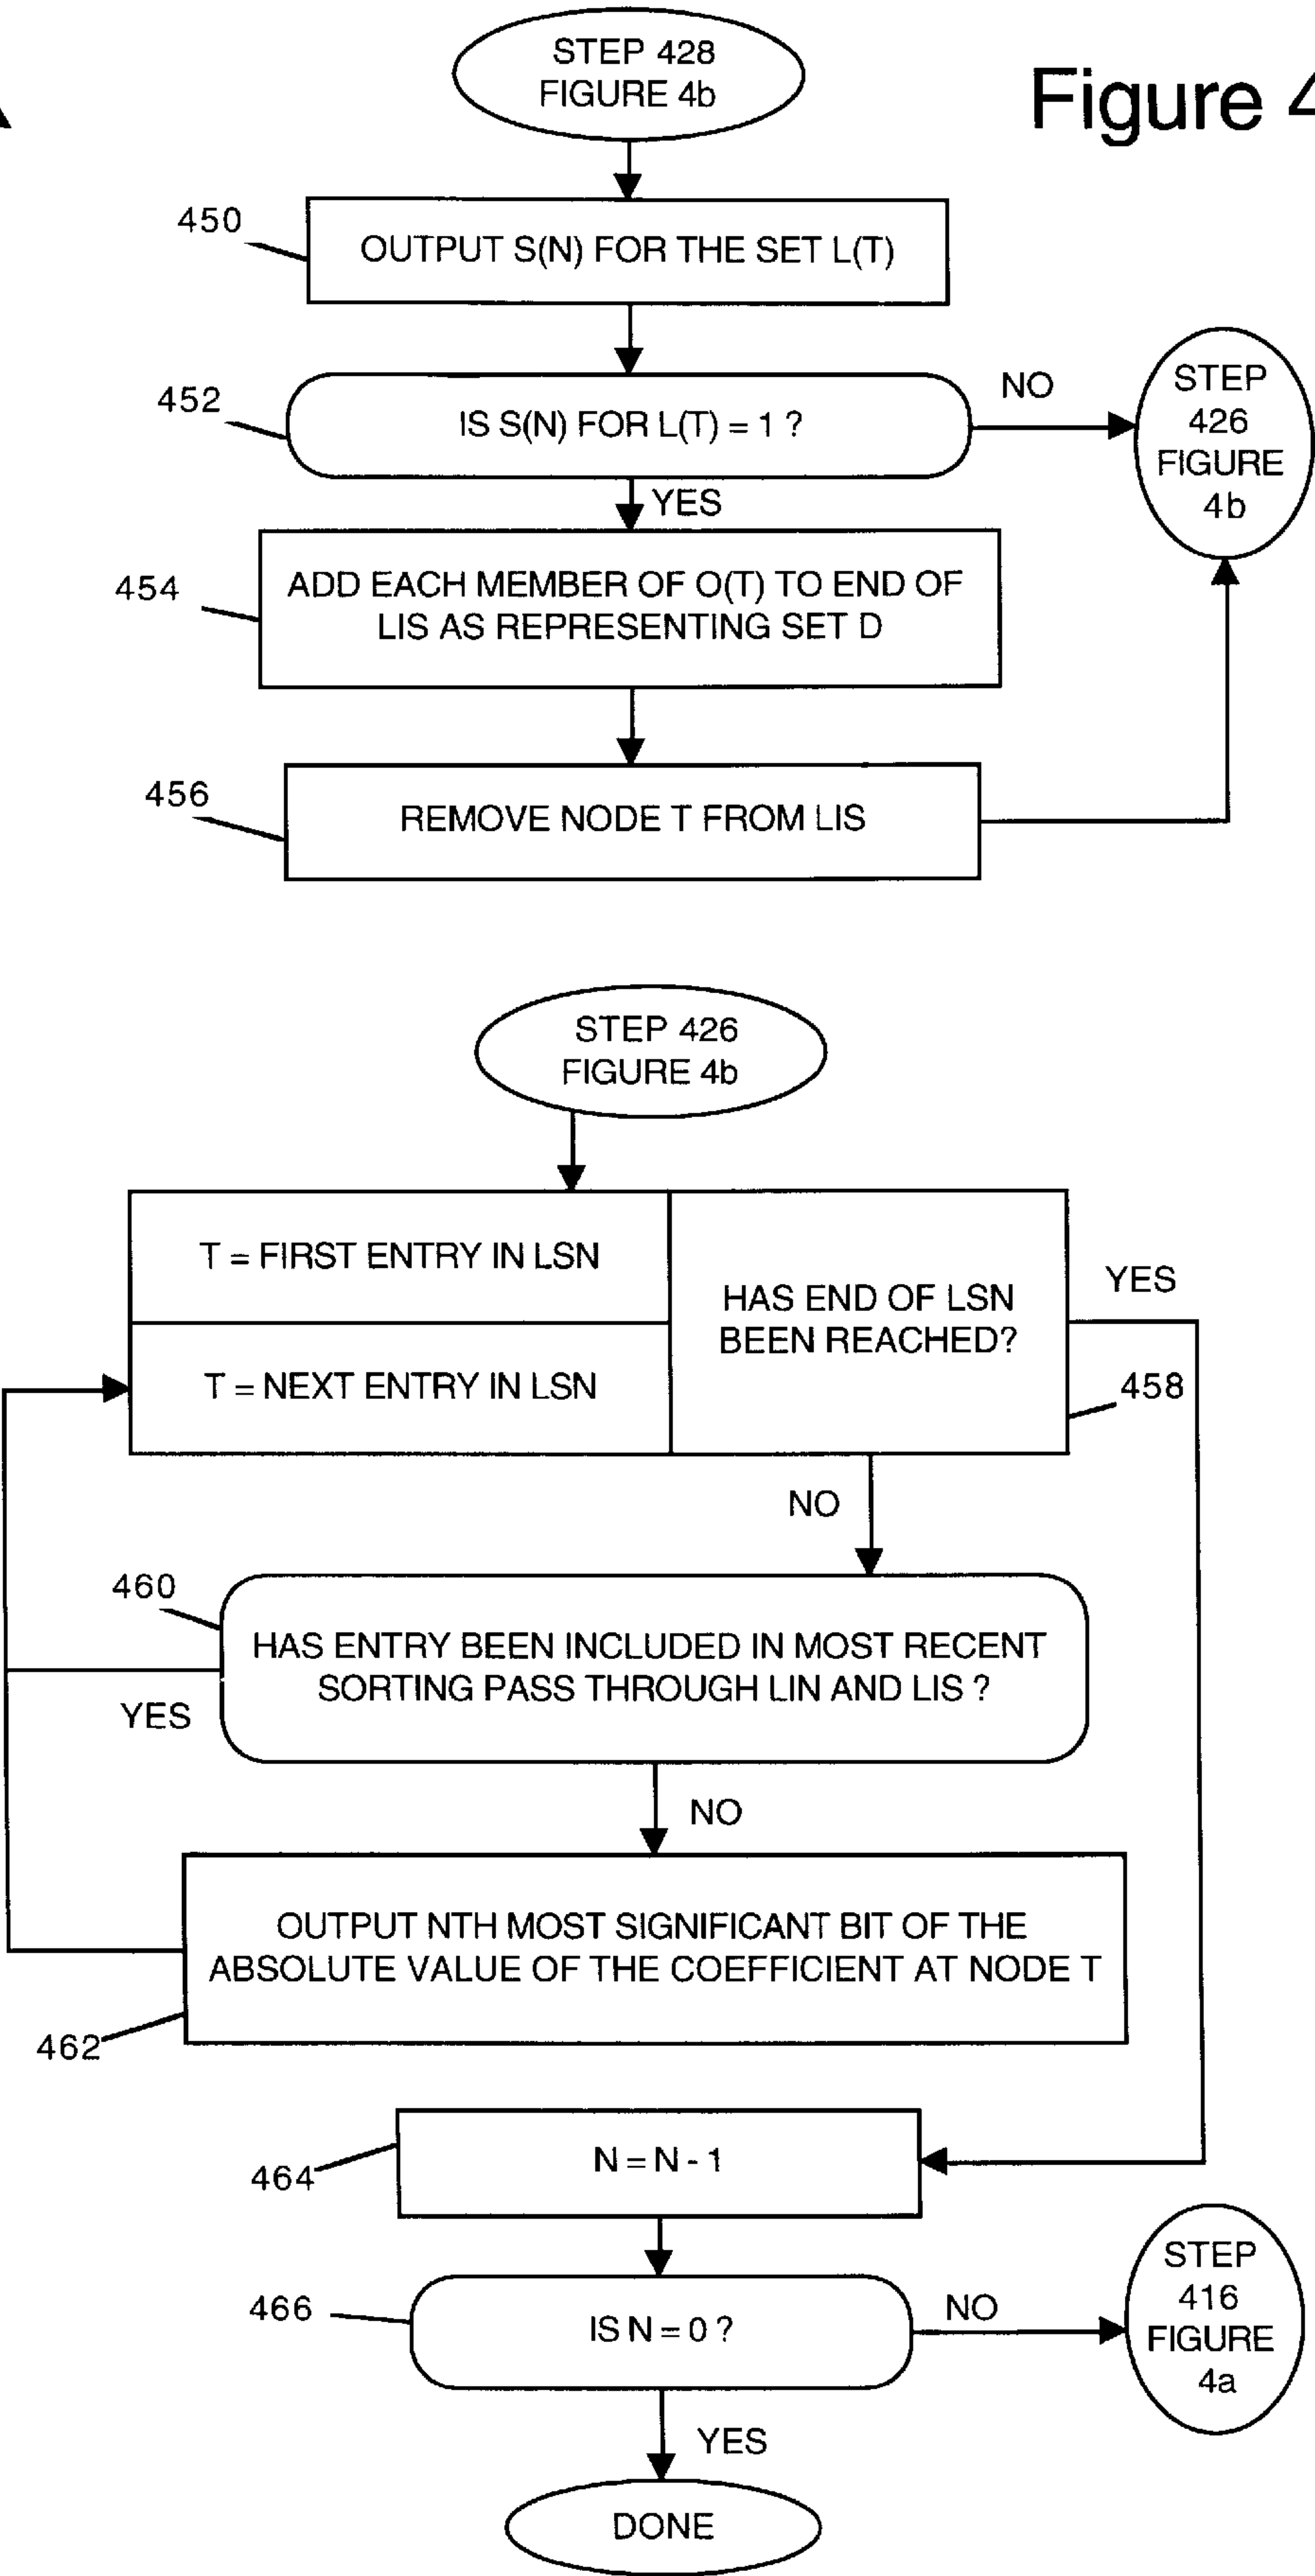 STEP 428
FIGURE 4b
Figure 4
450
OUTPUT S(N) FOR THE SET L(T)
452
IS S(N) FOR L(T) = 1 ?
NO
STEP
426
FIGURE
4b
YES
454
ADD EACH MEMBER OF O(T) TO END OF
LIS AS REPRESENTING SET D
456
REMOVE NODE T FROM LIS
STEP 426
FIGURE 4b
T = FIRST ENTRY IN LSN
T = NEXT ENTRY IN LSN
HAS END OF LSN
BEEN REACHED?
YES
458
NO
460
HAS ENTRY BEEN INCLUDED IN MOST RECENT
SORTING PASS THROUGH LIN AND LIS ?
YES
NO
OUTPUT NTH MOST SIGNIFICANT BIT OF THE
ABSOLUTE VALUE OF THE COEFFICIENT AT NODE T
462
464
N = N - 1
466
IS N = 0 ?
NO
STEP
416
FIGURE
4a
YES
DONE